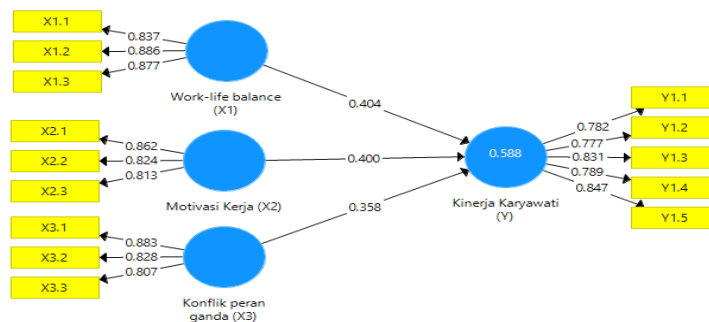 X1.1
0.837
X1.2
0.886
X1.3
0.877
Work-life balance
(X1)
0.404
X2.1
0.862
X2.2
0.824
X2.3
0.813
Motivasi Kerja (X2)
0.400
X3.1
0.883
X3.2
0.828
X3.3
0.807
Konflik peran
ganda (X3)
0.358
0.588
Kinerja Karyawati
(Y)
0.782
Y1.1
0.777
Y1.2
0.831
Y1.3
0.789
Y1.4
0.847
Y1.5